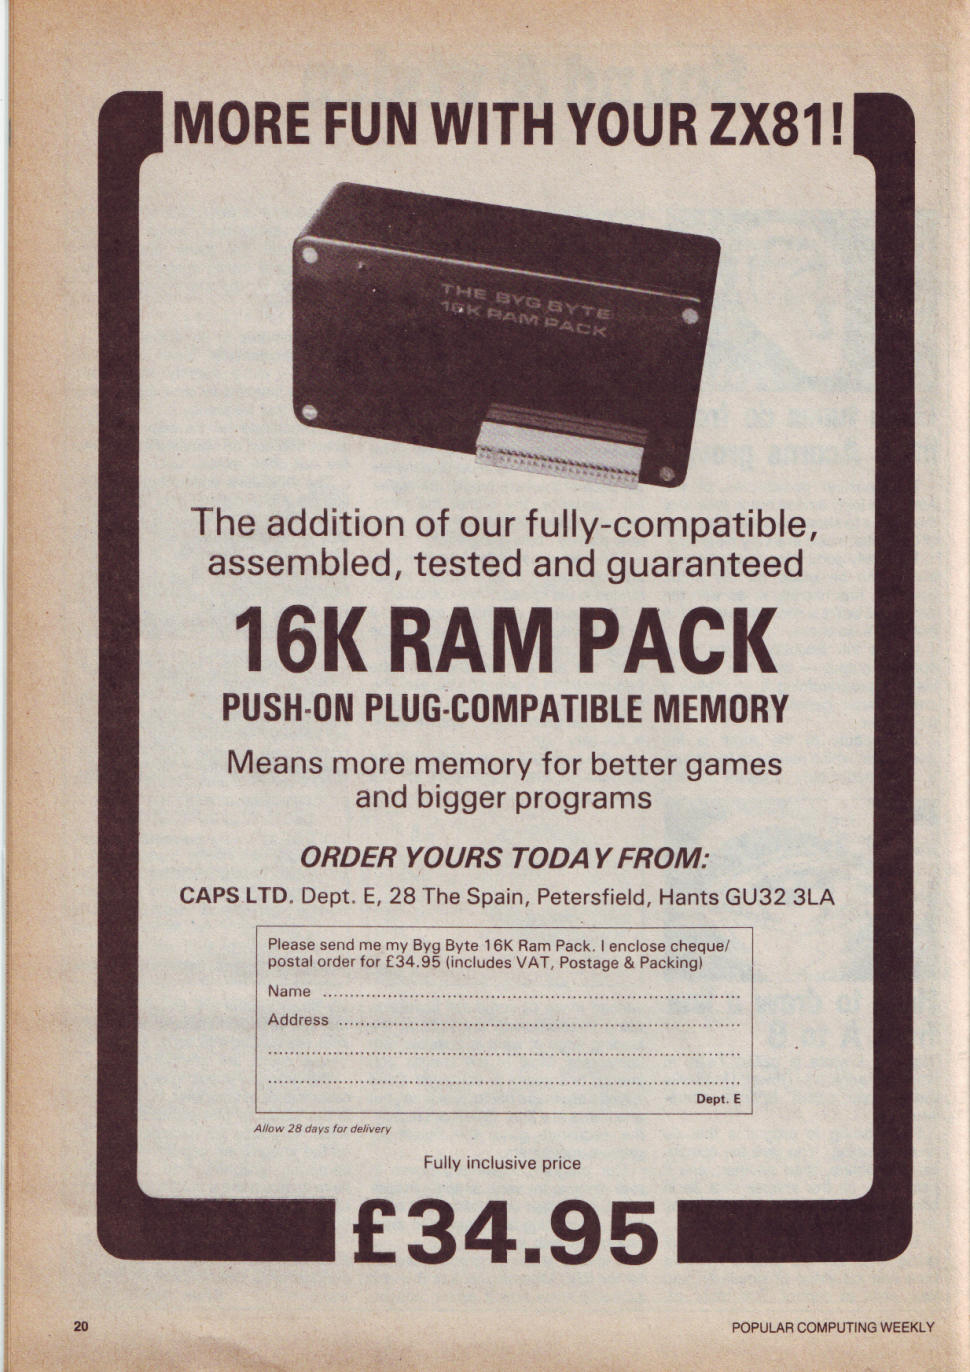 MORE FUN WITH YOUR ZX81!
THE BYG BYTE
16K RAM PACK
The addition of our fully-compatible,
assembled, tested and guaranteed
16K RAM PACK
PUSH-ON PLUG-COMPATIBLE MEMORY
Means more memory for better games
and bigger programs
ORDER YOURS TODAY FROM:
CAPS LTD. Dept. E, 28 The Spain, Petersfield, Hants GU32 3LA
Please send me my Byg Byte 16K Ram Pack. I enclose cheque/
postal order for £34.95 (includes VAT, Postage & Packing)
Name
Address
Dept. E
Allow 28 days for delivery
Fully inclusive price
£34.95
20
POPULAR COMPUTING WEEKLY